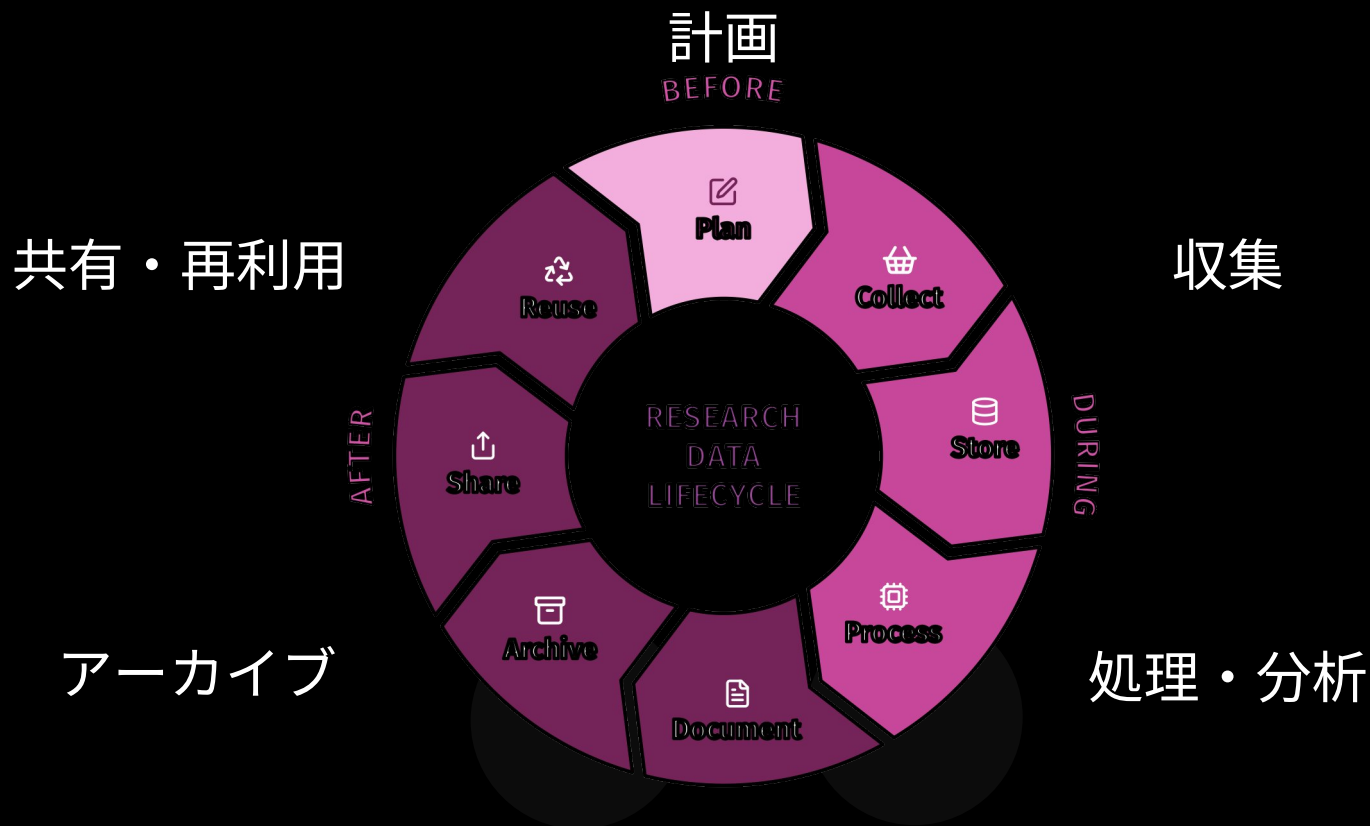 計画
BEFORE
Plan
共有・再利用
収集
Reuse
Collect
RESEARCH
DATA
LIFECYCLE
AFTER
DURING
Share
Store
Archive
Process
アーカイブ
処理・分析
Document